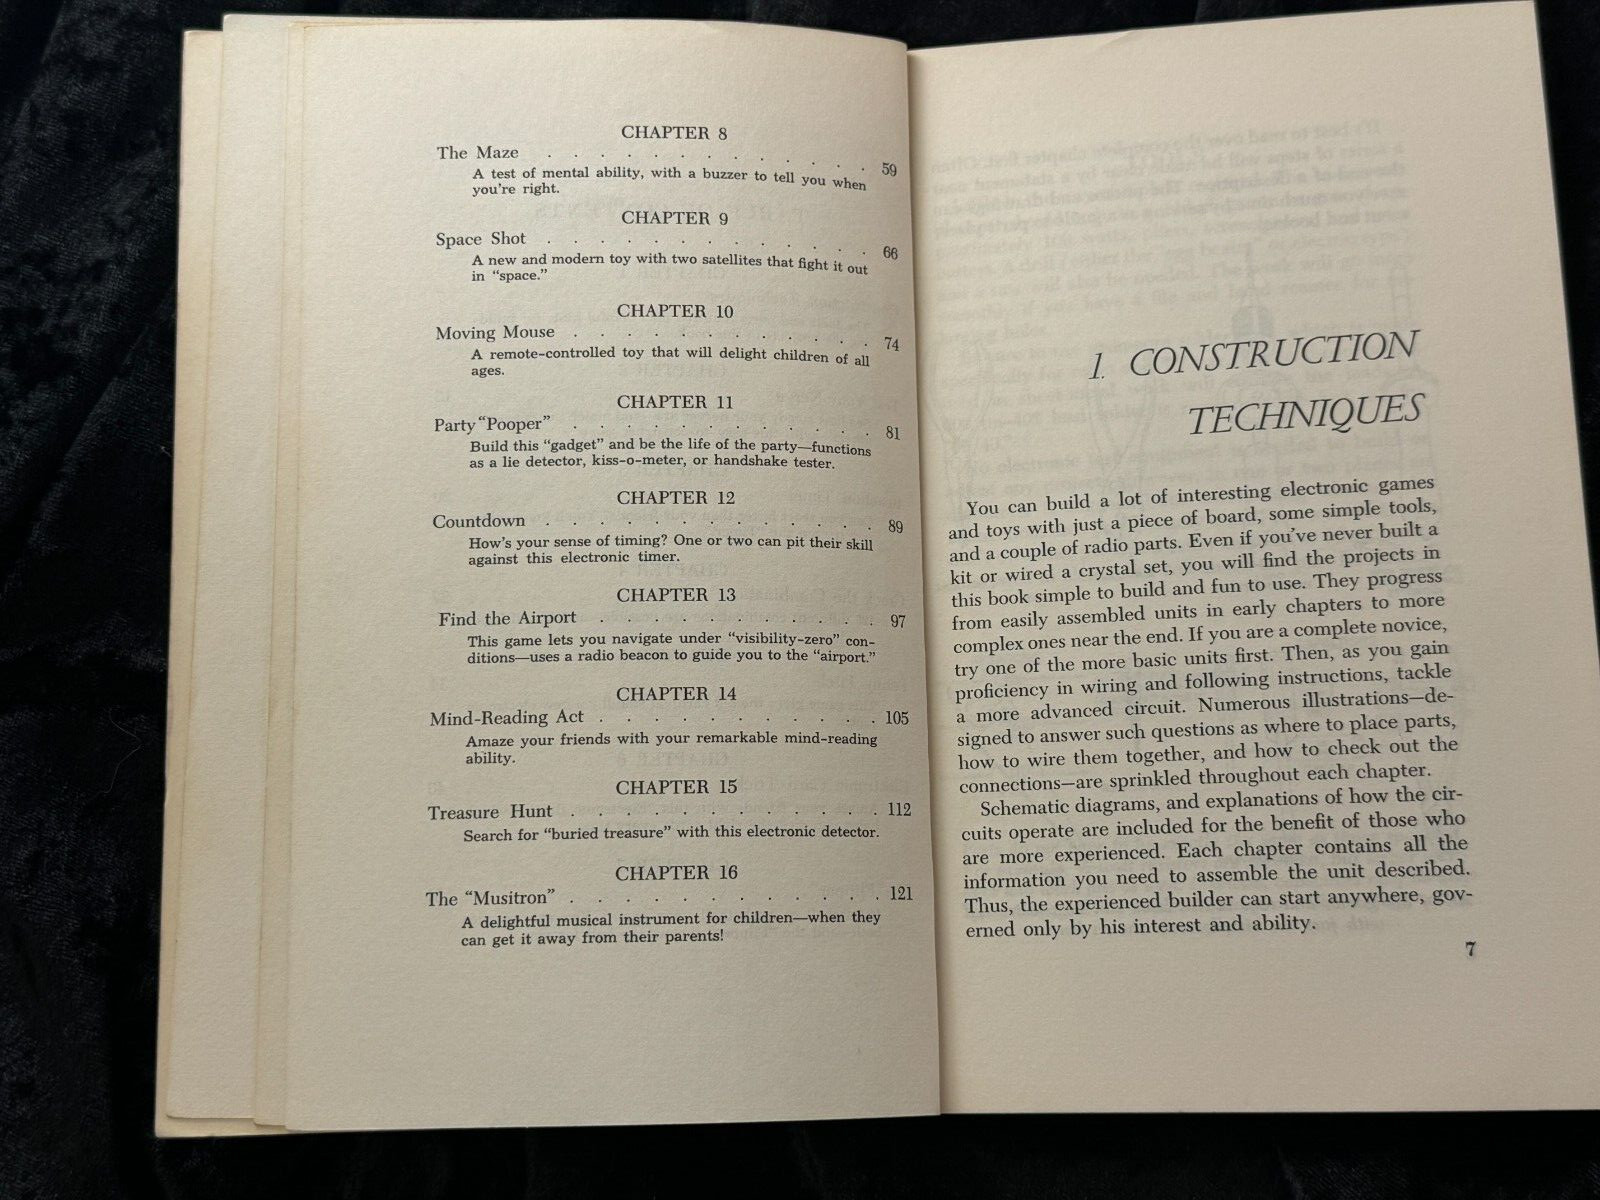 CHAPTER 8
The Maze . . . . . . . . . . . . . 59
A test of mental ability, with a buzzer to tell you when
you're right.
CHAPTER 9
Space Shot . . . . . . . . . . . . . 66
A new and modern toy with two satellites that fight it out
in “space.”
CHAPTER 10
Moving Mouse . . . . . . . . . . . . 74
A remote-controlled toy that will delight children of all
ages.
CHAPTER 11
Party “Pooper” . . . . . . . . . . . . 81
Build this “gadget” and be the life of the party—functions
as a lie detector, kiss-o-meter, or handshake tester.
CHAPTER 12
Countdown . . . . . . . . . . . . . 89
How's your sense of timing? One or two can pit their skill
against this electronic timer.
CHAPTER 13
Find the Airport . . . . . . . . . . . 97
This game lets you navigate under “visibility-zero” con-
ditions—uses a radio beacon to guide you to the “airport.”
CHAPTER 14
Mind-Reading Act . . . . . . . . . . . 105
Amaze your friends with your remarkable mind-reading
ability.
CHAPTER 15
Treasure Hunt . . . . . . . . . . . . 112
Search for “buried treasure” with this electronic detector.
CHAPTER 16
The “Musitron” . . . . . . . . . . . . 121
A delightful musical instrument for children—when they
can get it away from their parents!
1. CONSTRUCTION
TECHNIQUES
You can build a lot of interesting electronic games
and toys with just a piece of board, some simple tools,
and a couple of radio parts. Even if you've never built a
kit or wired a crystal set, you will find the projects in
this book simple to build and fun to use. They progress
from easily assembled units in early chapters to more
complex ones near the end. If you are a complete novice,
try one of the more basic units first. Then, as you gain
proficiency in wiring and following instructions, tackle
a more advanced circuit. Numerous illustrations—de-
signed to answer such questions as where to place parts,
how to wire them together, and how to check out the
connections—are sprinkled throughout each chapter.
Schematic diagrams, and explanations of how the cir-
cuits operate are included for the benefit of those who
are more experienced. Each chapter contains all the
information you need to assemble the unit described.
Thus, the experienced builder can start anywhere, gov-
erned only by his interest and ability.
7